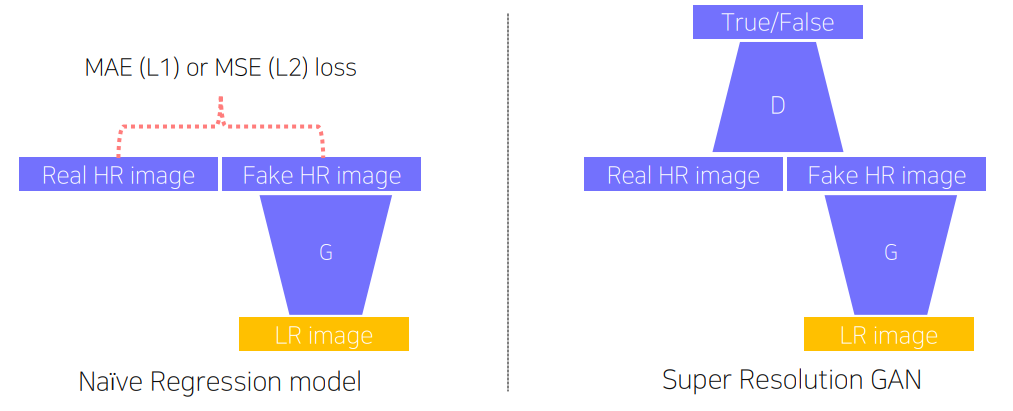 MAE (L1) or MSE (L2) loss
Real HR image
Fake HR image
G
LR image
Naïve Regression model
True/False
D
Real HR image
Fake HR image
G
LR image
Super Resolution GAN